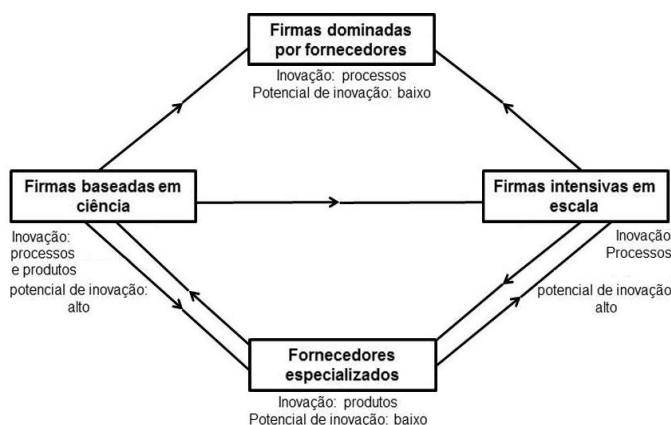 Firmas dominadas
por fornecedores
Inovação: processos
Potencial de inovação: baixo
Firmas baseadas em
ciência
Firmas intensivas em
escala
Inovação:
processos
e produtos
potencial de inovação:
alto
Inovação
Processos
potencial de inovação
alto
Fornecedores
especializados
Inovação: produtos
Potencial de inovação: baixo